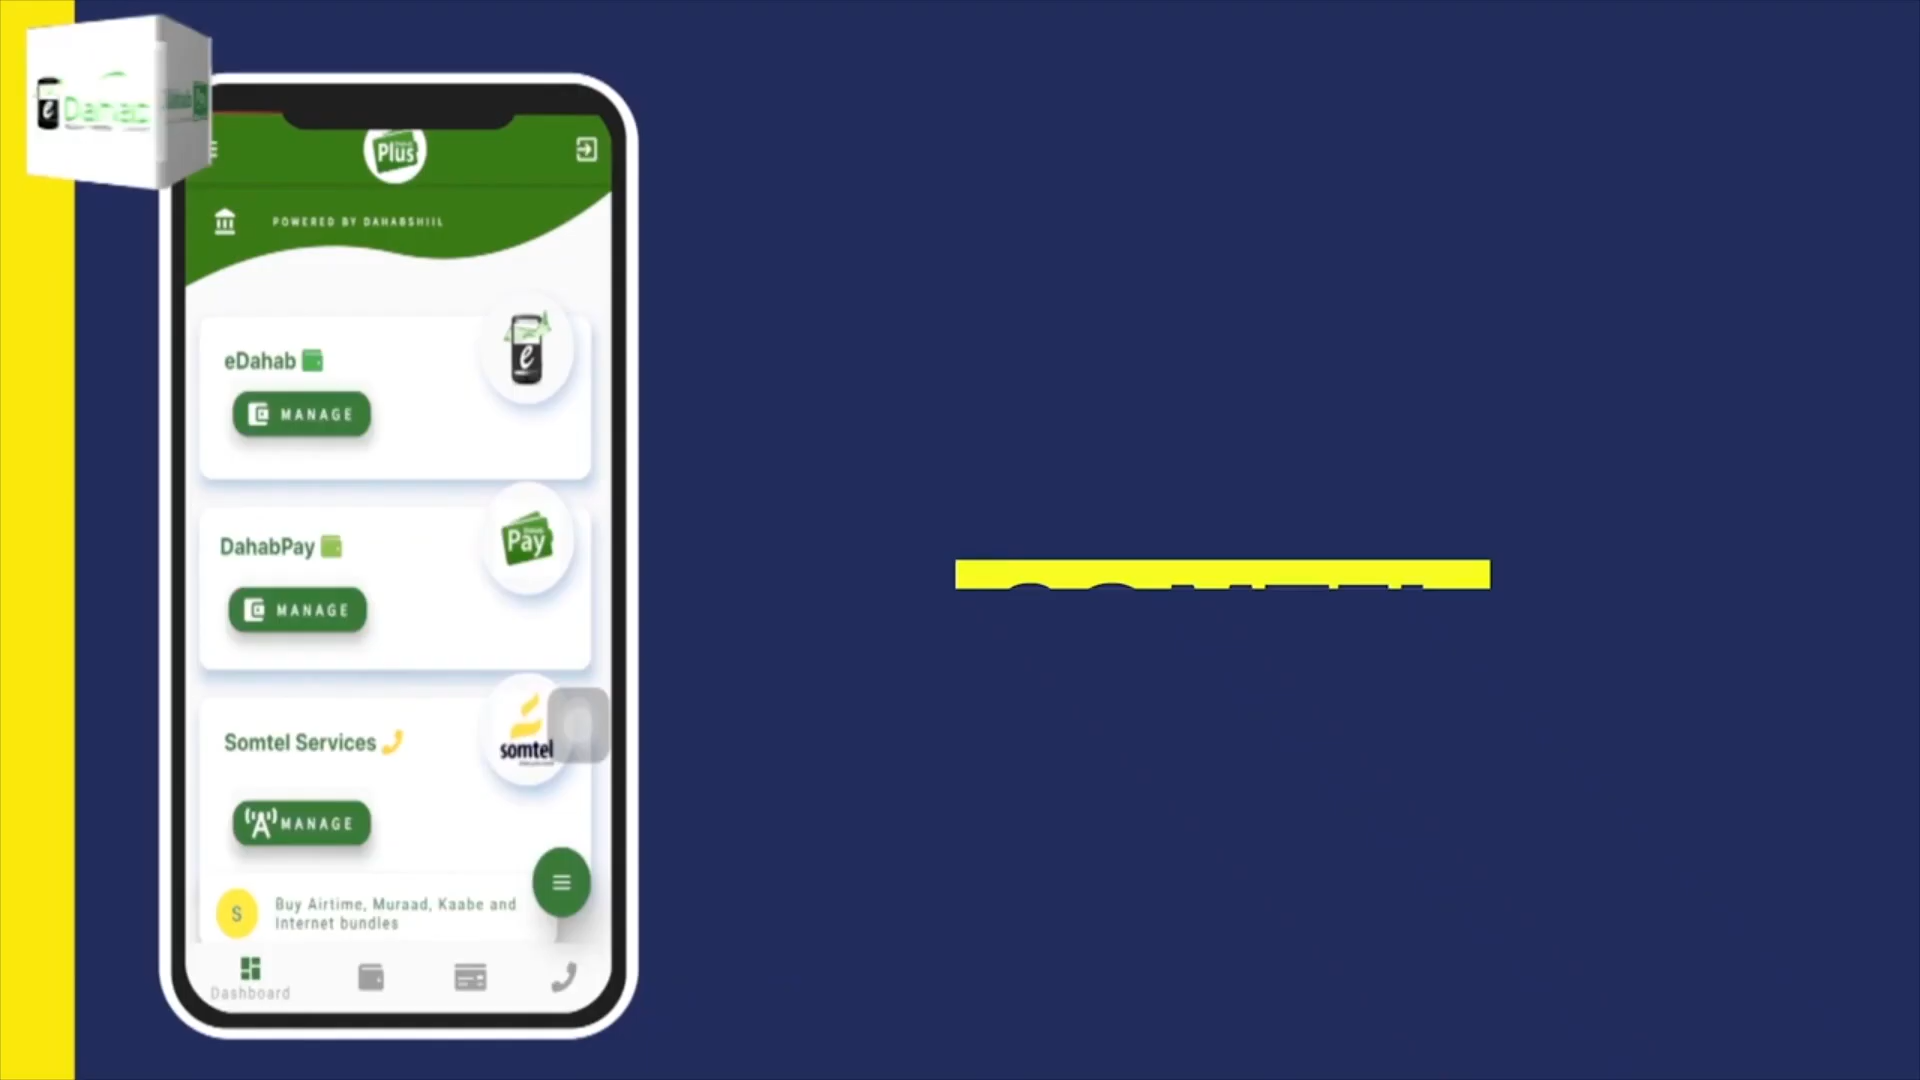 e Dahab
Plus
POWERED BY DAHABSHIIL
eDahab
e
MANAGE
DahabPay
Pay
MANAGE
Somtel Services
somtel
MANAGE
S
Buy Airtime, Muraad, Kaabe and
Internet bundles
Dashboard